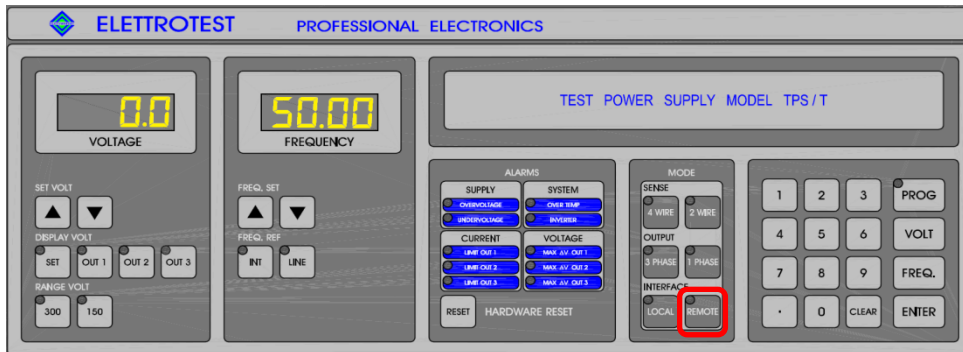 ELETTROTEST PROFESSIONAL ELECTRONICS
0.0
VOLTAGE
SET VOLT
DISPLAY VOLT
SET OUT 1 OUT 2 OUT 3
RANGE VOLT
300 150
50.00
FREQUENCY
FREQ. SET
FREQ. REF
INT LINE
TEST POWER SUPPLY MODEL TPS / T
ALARMS
SUPPLY SYSTEM
OVERVOLTAGE OVER TEMP
UNDERVOLTAGE INVERTER
CURRENT VOLTAGE
LIMIT OUT 1 MAX ΔV. OUT 1
LIMIT OUT 2 MAX ΔV. OUT 2
LIMIT OUT 3 MAX ΔV. OUT 3
RESET HARDWARE RESET
MODE
SENSE
4 WIRE 2 WIRE
OUTPUT
3 PHASE 1 PHASE
INTERFACE
LOCAL REMOTE
1 2 3 PROG
4 5 6 VOLT
7 8 9 FREQ.
. 0 CLEAR ENTER